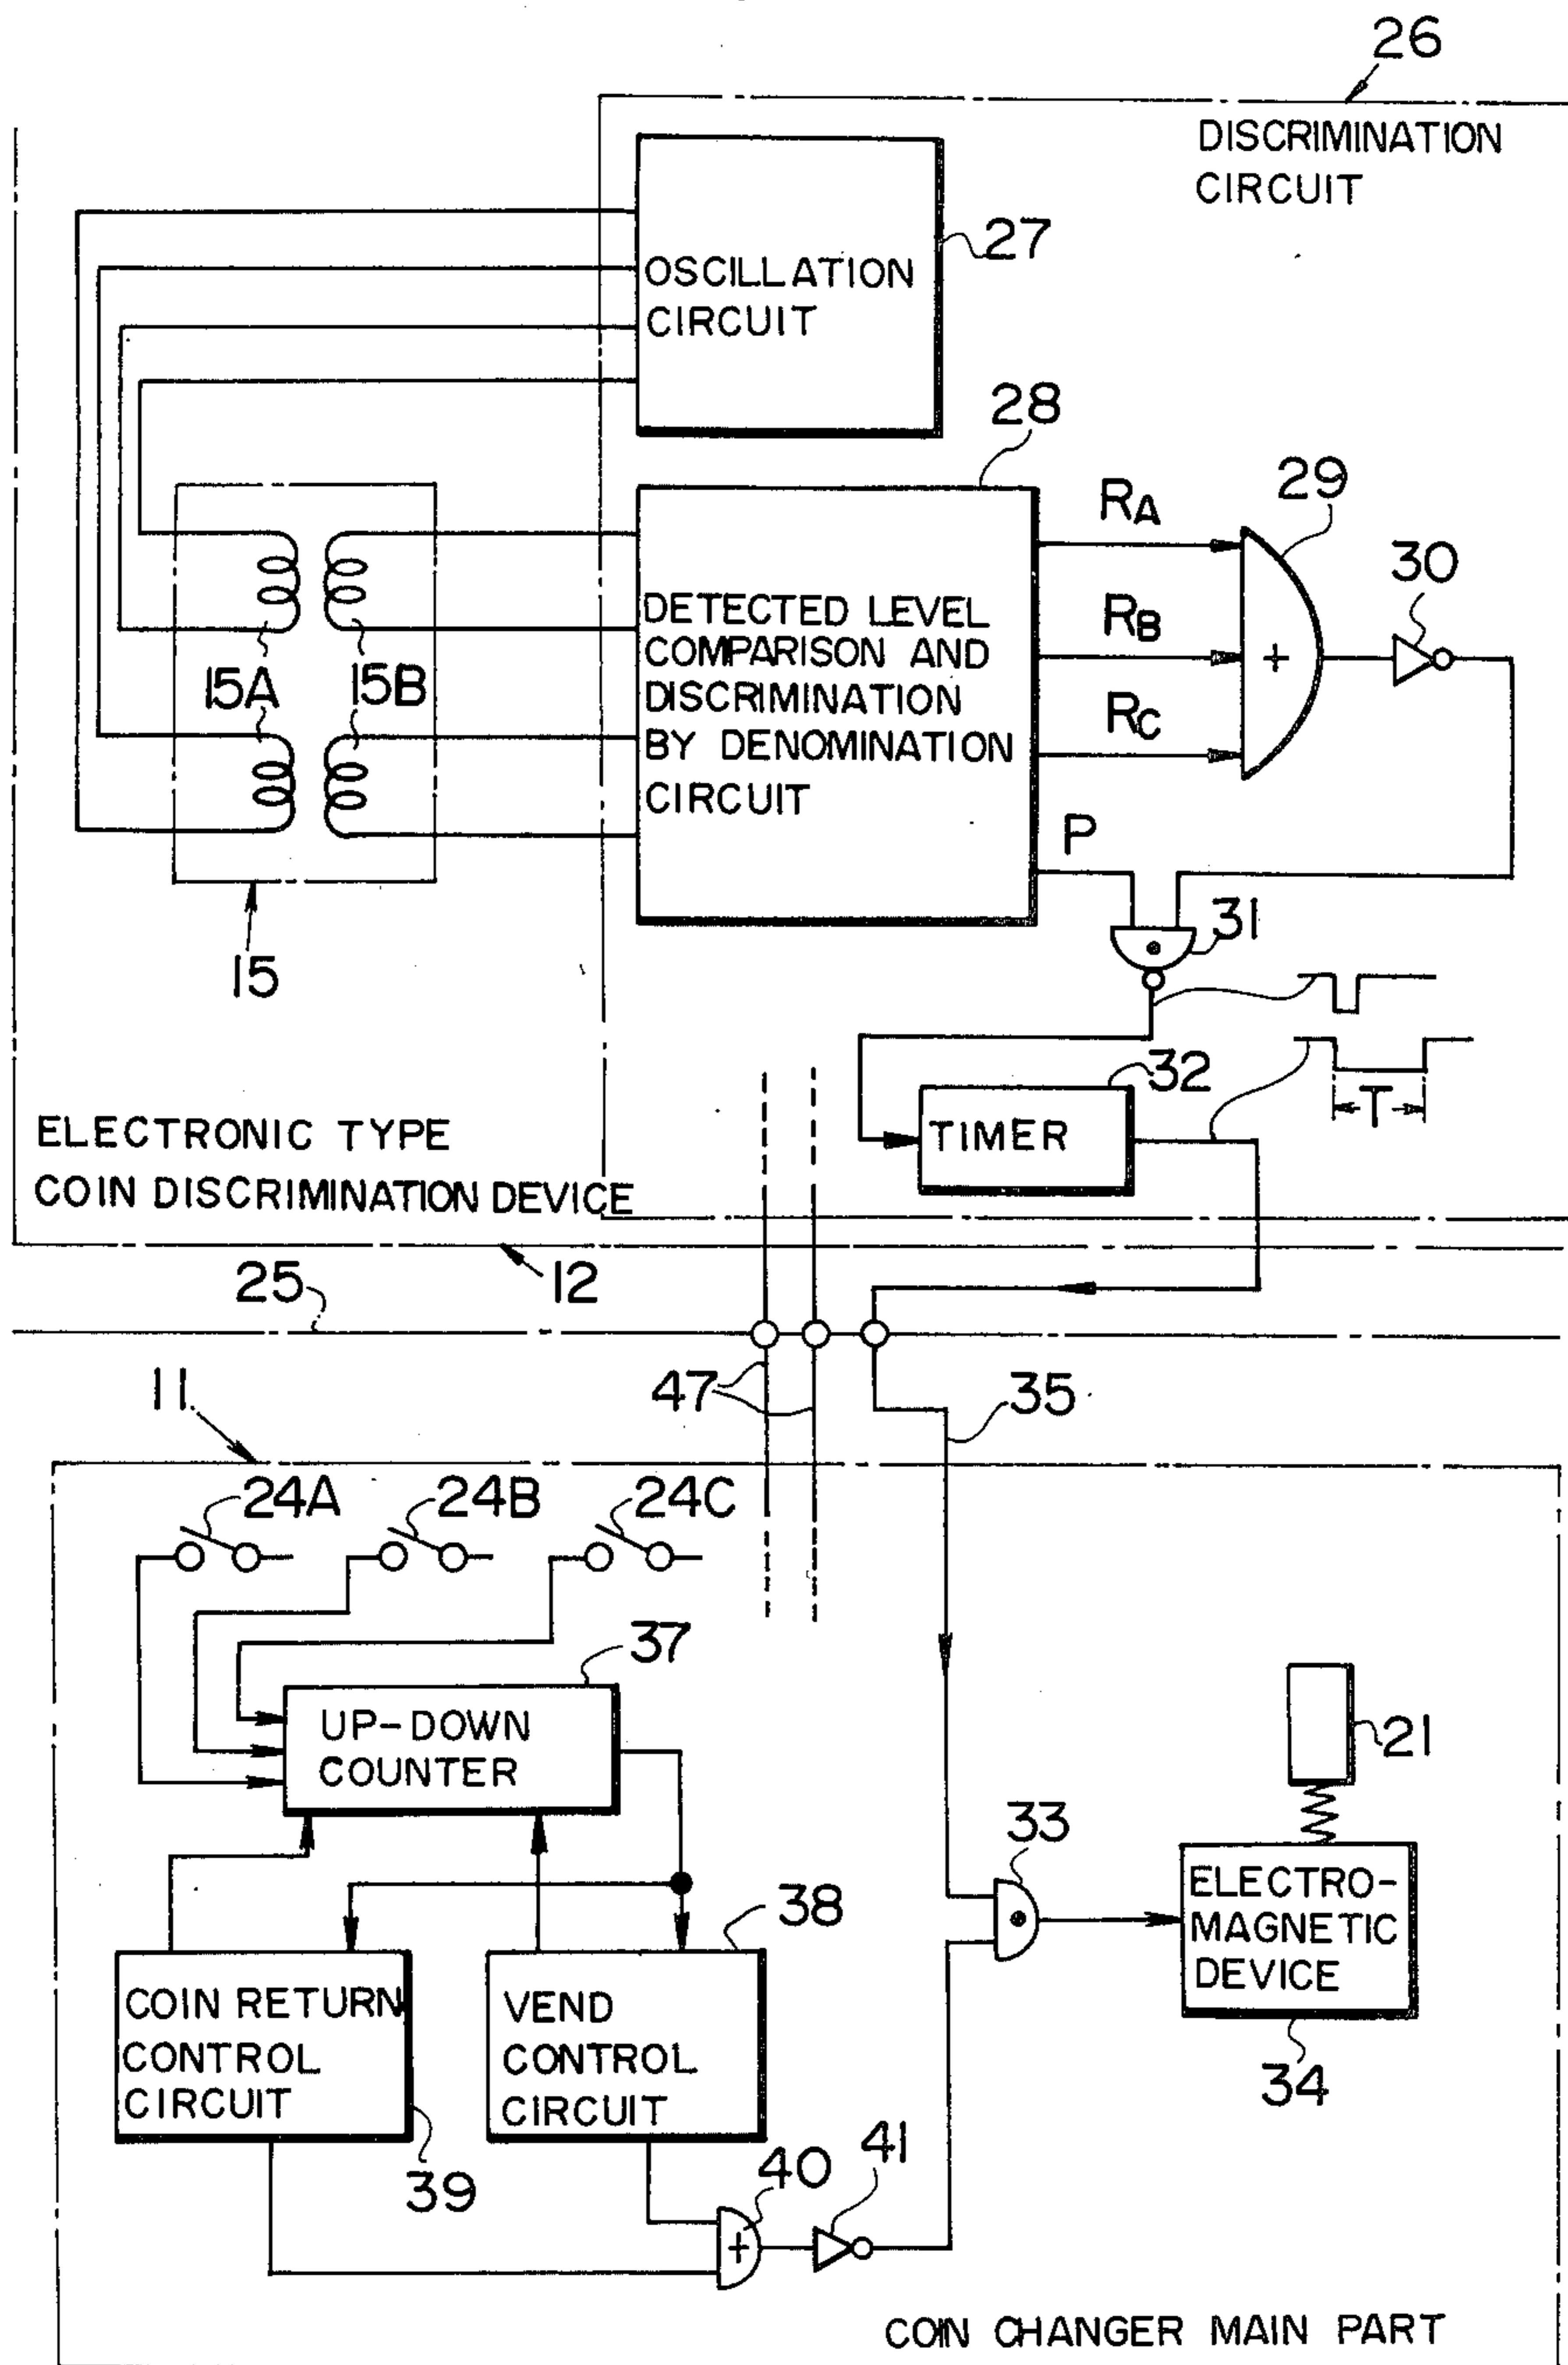 26
DISCRIMINATION
CIRCUIT
27
OSCILLATION
CIRCUIT
28
RA
29
30
DETECTED LEVEL
COMPARISON AND
DISCRIMINATION
BY DENOMINATION
CIRCUIT
RB
+
15A
15B
RC
P
15
31
32
TIMER
T
ELECTRONIC TYPE
COIN DISCRIMINATION DEVICE
12
25
47
35
11
24A
24B
24C
37
UP-DOWN
COUNTER
21
33
38
ELECTRO-
MAGNETIC
DEVICE
34
COIN RETURN
CONTROL
CIRCUIT
VEND
CONTROL
CIRCUIT
39
40
41
+
COIN CHANGER MAIN PART